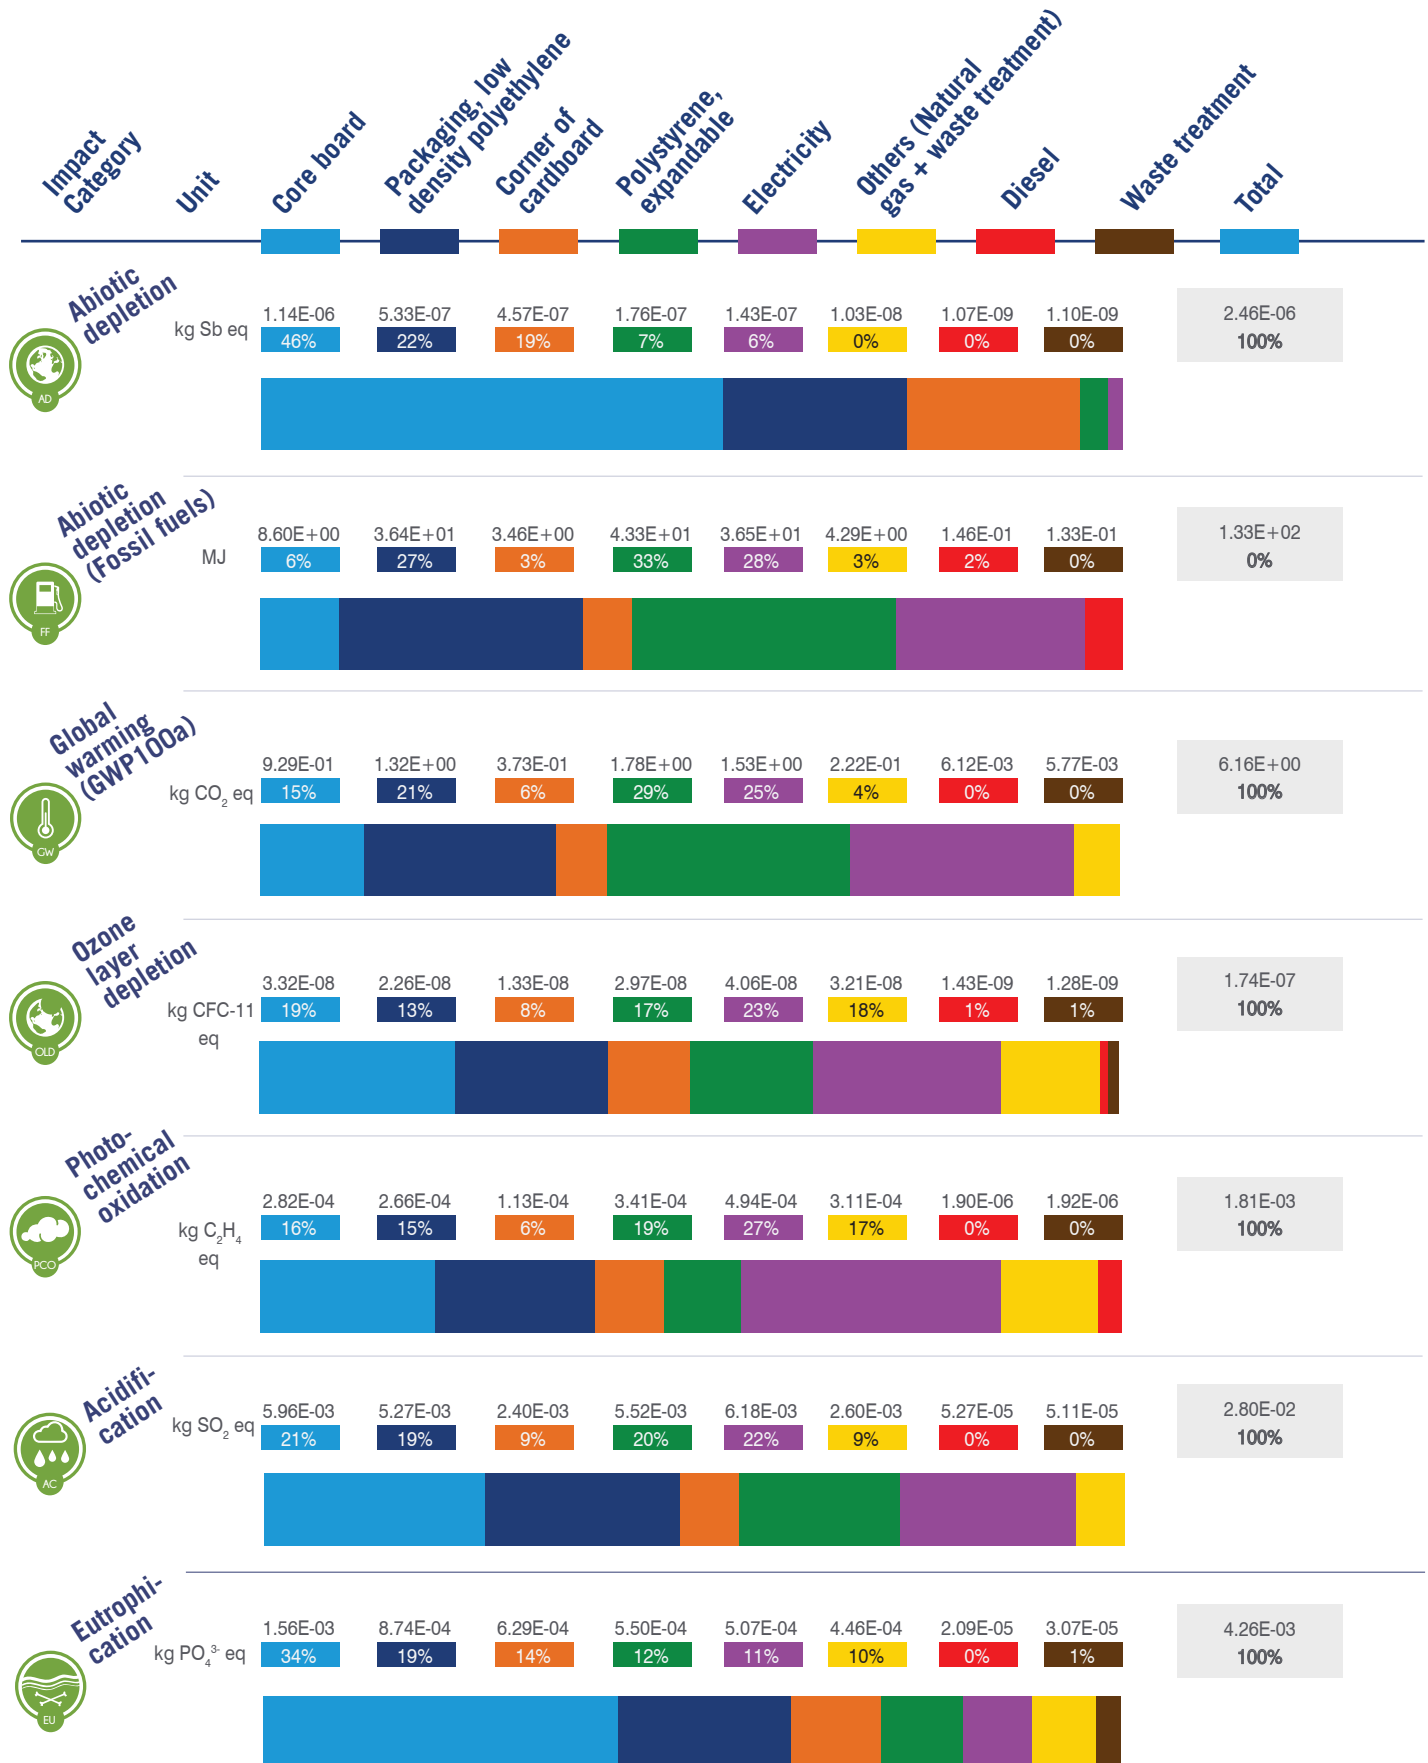 Impact
Category
Unit
Core board
Packaging, low
density polyethylene
Corner of
cardboard
Polystyrene,
expandable
Electricity
Others (Natural
gas + waste treatment)
Diesel
Waste treatment
Total
Abiotic
depletion
AD
kg Sb eq
1.14E-06 5.33E-07 4.57E-07 1.76E-07 1.43E-07 1.03E-08 1.07E-09 1.10E-09 2.46E-06
46% 22% 19% 7% 6% 0% 0% 0% 100%
Abiotic
depletion
(Fossil fuels)
FF
MJ
8.60E+00 3.64E+01 3.46E+00 4.33E+01 3.65E+01 4.29E+00 1.46E-01 1.33E-01 1.33E+02
6% 27% 3% 33% 28% 3% 2% 0% 0%
Global
warming
(GWP100a)
GW
kg CO₂ eq
9.29E-01 1.32E+00 3.73E-01 1.78E+00 1.53E+00 2.22E-01 6.12E-03 5.77E-03 6.16E+00
15% 21% 6% 29% 25% 4% 0% 0% 100%
Ozone
layer
depletion
OLD
kg CFC-11
eq
3.32E-08 2.26E-08 1.33E-08 2.97E-08 4.06E-08 3.21E-08 1.43E-09 1.28E-09 1.74E-07
19% 13% 8% 17% 23% 18% 1% 1% 100%
Photo-
chemical
oxidation
PCO
kg C₂H₄
eq
2.82E-04 2.66E-04 1.13E-04 3.41E-04 4.94E-04 3.11E-04 1.90E-06 1.92E-06 1.81E-03
16% 15% 6% 19% 27% 17% 0% 0% 100%
Acidifi-
cation
AC
kg SO₂ eq
5.96E-03 5.27E-03 2.40E-03 5.52E-03 6.18E-03 2.60E-03 5.27E-05 5.11E-05 2.80E-02
21% 19% 9% 20% 22% 9% 0% 0% 100%
Eutrophi-
cation
EU
kg PO₄³⁻ eq
1.56E-03 8.74E-04 6.29E-04 5.50E-04 5.07E-04 4.46E-04 2.09E-05 3.07E-05 4.26E-03
34% 19% 14% 12% 11% 10% 0% 1% 100%